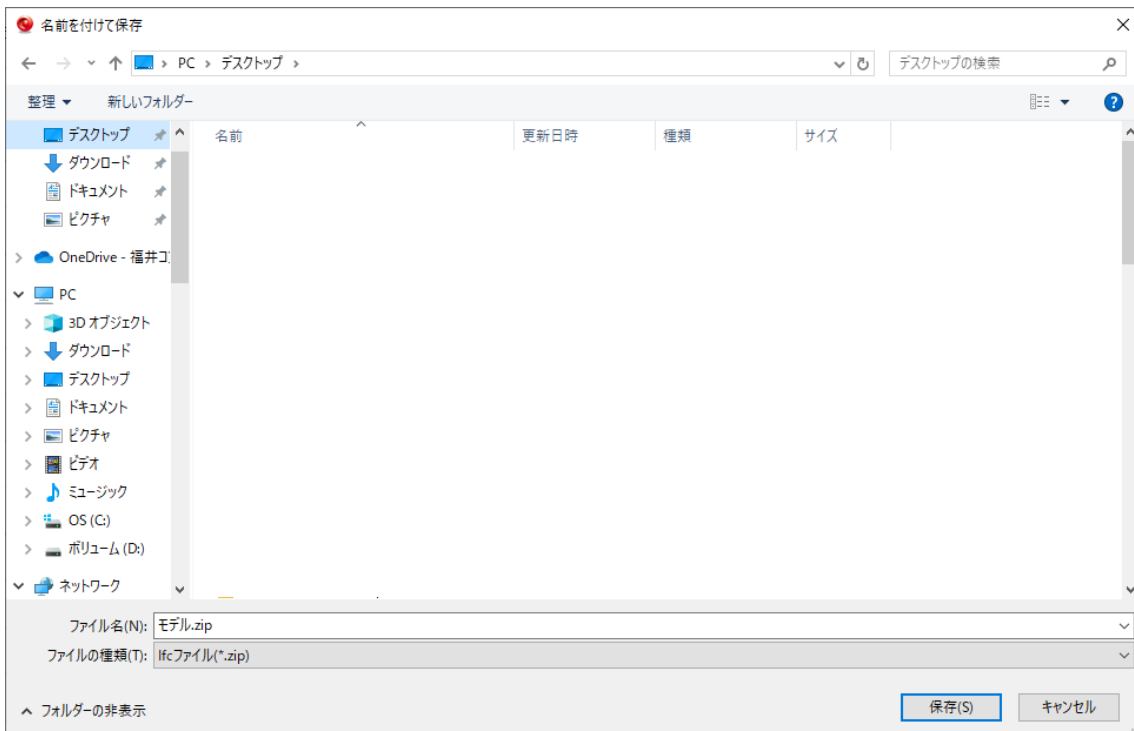 名前を付けて保存
PC › デスクトップ ›
デスクトップの検索
整理 新しいフォルダー
名前 更新日時 種類 サイズ
デスクトップ
ダウンロード
ドキュメント
ピクチャ
OneDrive - 福井コ
PC
3D オブジェクト
ダウンロード
デスクトップ
ドキュメント
ピクチャ
ビデオ
ミュージック
OS (C:)
ボリューム (D:)
ネットワーク
ファイル名(N): モデル.zip
ファイルの種類(T): Ifcファイル(*.zip)
フォルダーの非表示
保存(S) キャンセル